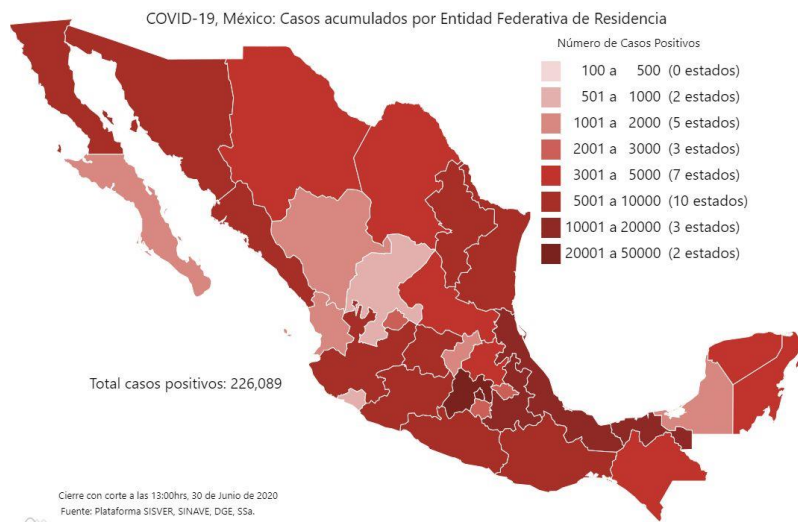 COVID-19, México: Casos acumulados por Entidad Federativa de Residencia
Número de Casos Positivos
100 a 500 (0 estados)
501 a 1000 (2 estados)
1001 a 2000 (5 estados)
2001 a 3000 (3 estados)
3001 a 5000 (7 estados)
5001 a 10000 (10 estados)
10001 a 20000 (3 estados)
20001 a 50000 (2 estados)
Total casos positivos: 226,089
Cierre con corte a las 13:00hrs, 30 de Junio de 2020
Fuente: Plataforma SISVER, SINAVE, DGE, SSa.